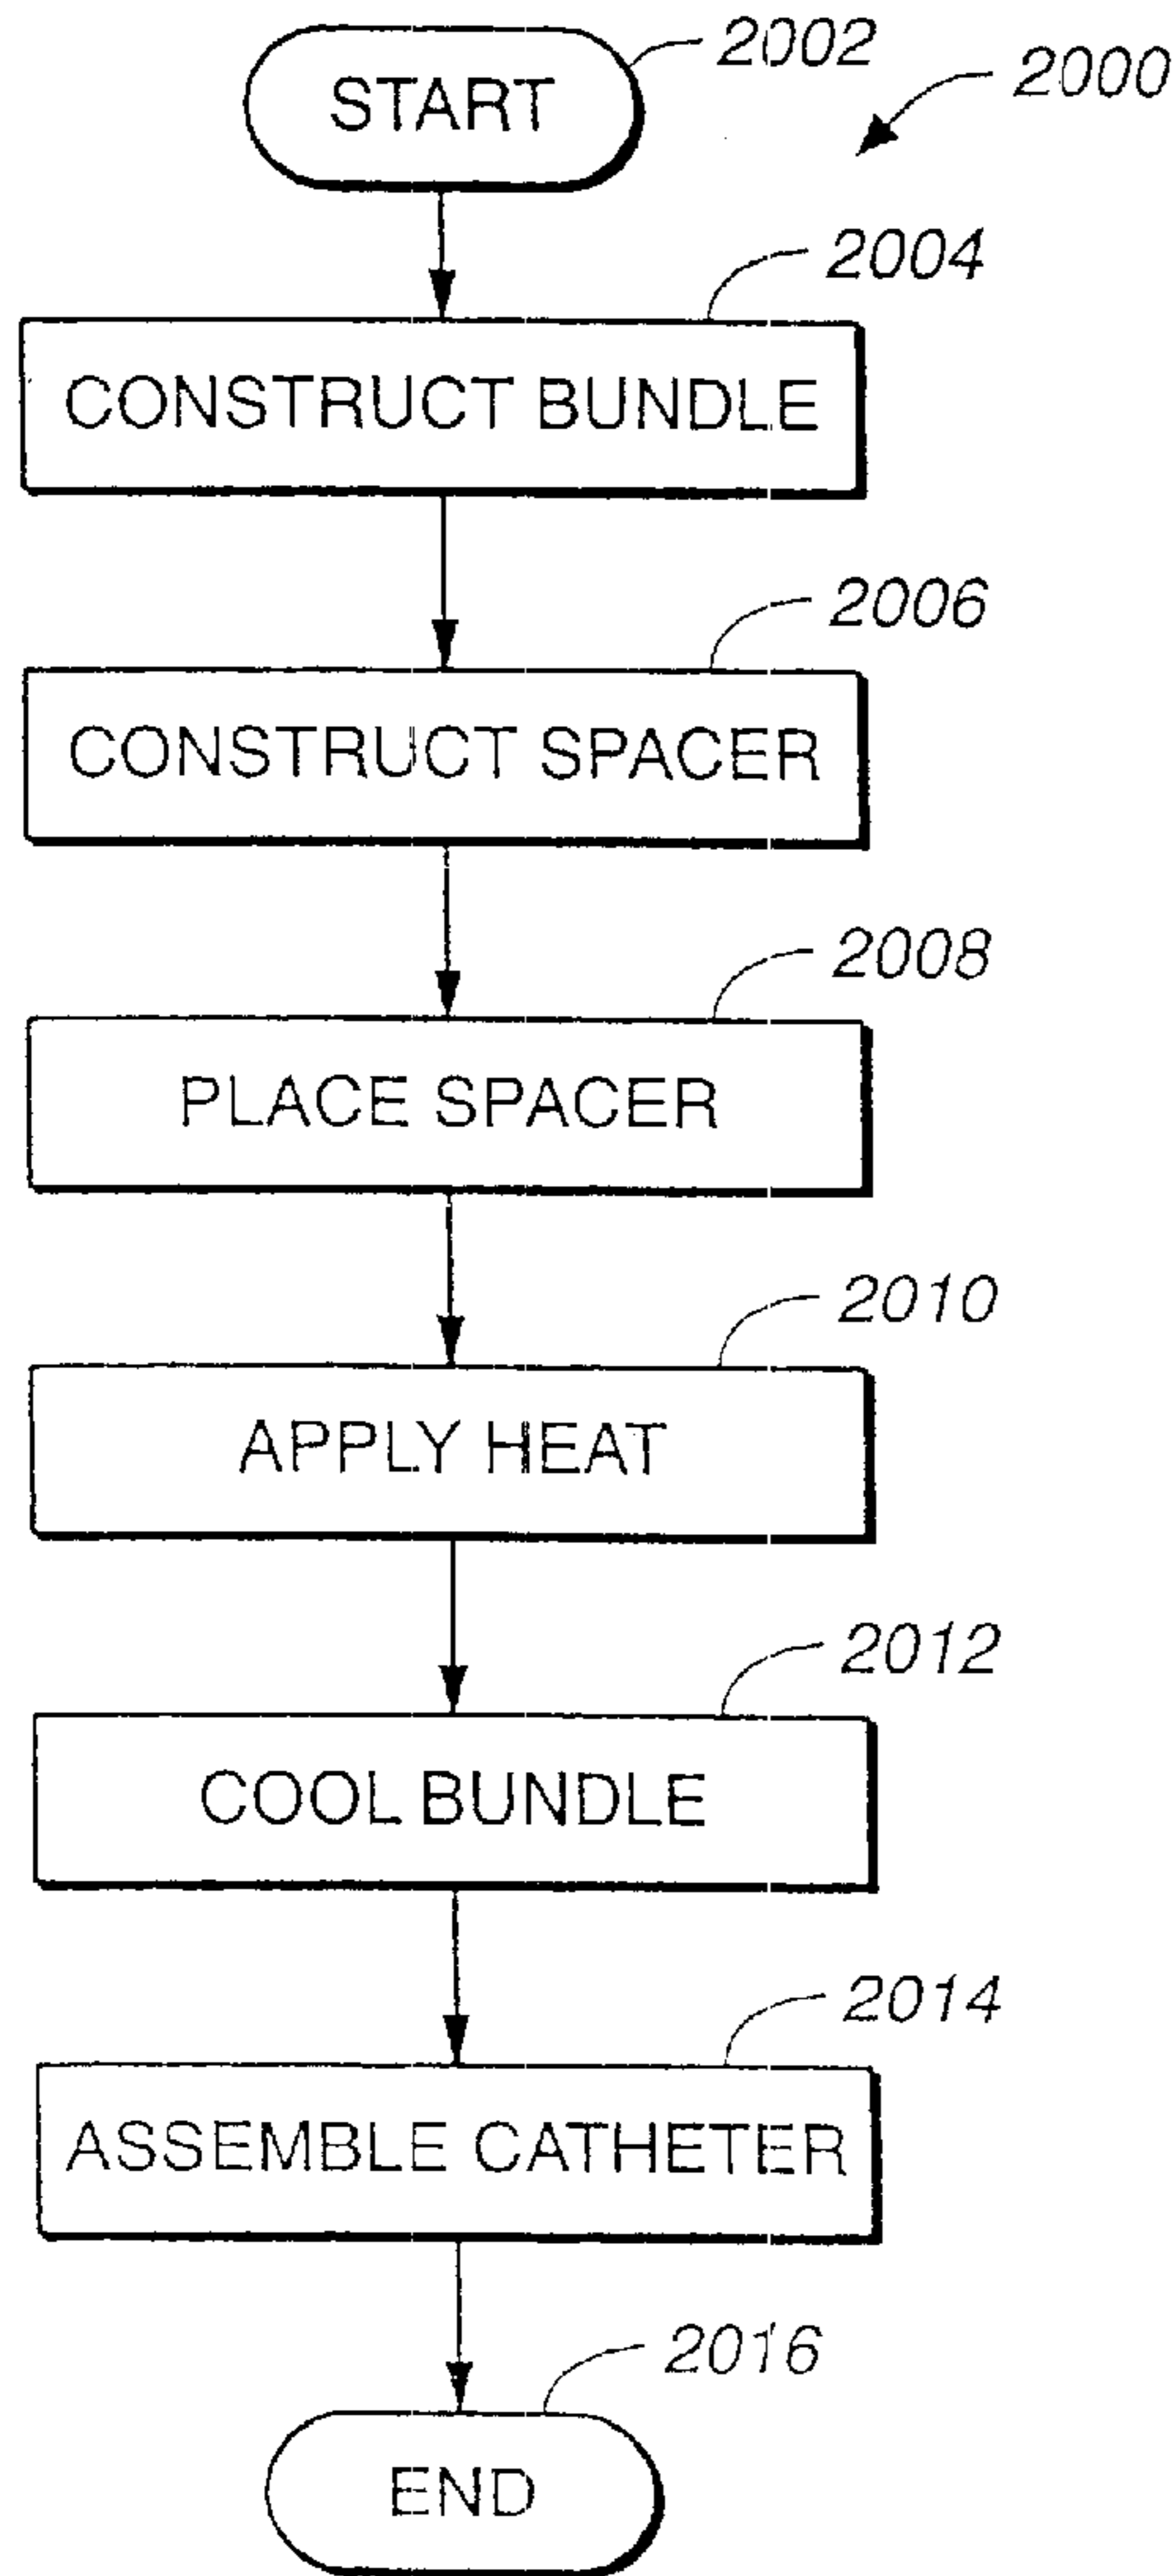 2002
START
2000
2004
CONSTRUCT BUNDLE
2006
CONSTRUCT SPACER
2008
PLACE SPACER
2010
APPLY HEAT
2012
COOL BUNDLE
2014
ASSEMBLE CATHETER
2016
END